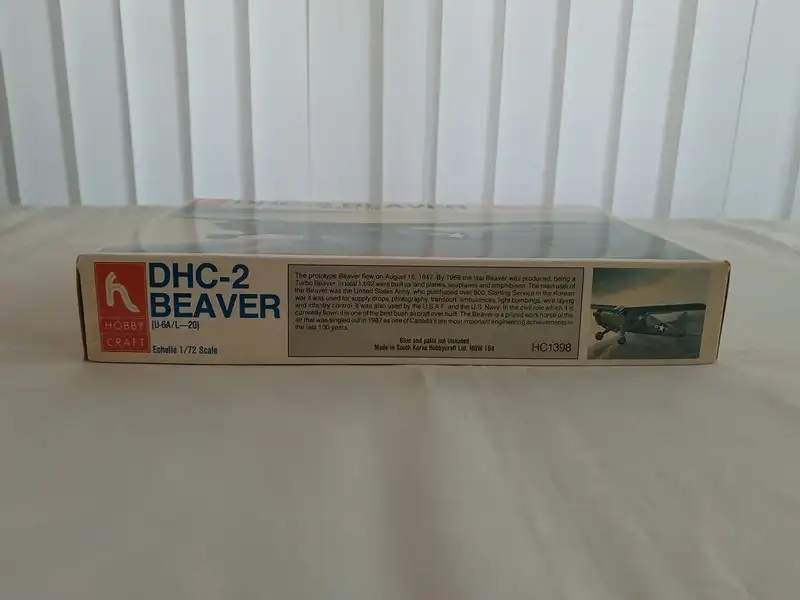 DHC-2 BEAVER
h
HOBBY
CRAFT
DHC-2
BEAVER
(U-6A/L-20)
Echelle 1/72 Scale
The prototype Beaver flew on August 16, 1947. By 1968 the last Beaver was produced, being a
Turbo Beaver. In total 1,692 were built as land planes, seaplanes and amphibians. The main user of
the Beaver, was the United States Army, who purchased over 600. Starting Service in the Korean
war it was used for supply drops, photography, transport, ambulances, light bombings, wire laying
and infantry control. It was also used by the U.S.A.F. and the U.S. Navy. In the civil role which it is
currently flown it is one of the best bush aircraft ever built. The Beaver is a prized work horse of the
air that was singled out in 1987 as one of Canada's ten most important engineering achievements in
the last 100 years.
Glue and paint not included
Made in South Korea Hobbycraft Ltd.
HC1398